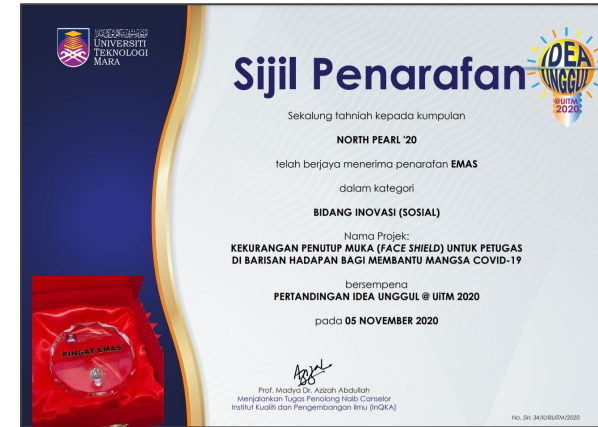 UNIVERSITI
TEKNOLOGI
MARA
Sijil Penarafan
IDEA
UNGGUL
@UiTM
2020
Sekalung tahniah kepada kumpulan
NORTH PEARL '20
telah berjaya menerima penarafan EMAS
dalam kategori
BIDANG INOVASI (SOSIAL)
Nama Projek:
KEKURANGAN PENUTUP MUKA (FACE SHIELD) UNTUK PETUGAS
DI BARISAN HADAPAN BAGI MEMBANTU MANGSA COVID-19
bersempena
PERTANDINGAN IDEA UNGGUL @ UiTM 2020
pada 05 NOVEMBER 2020
PINGAT EMAS
Prof. Madya Dr. Azizah Abdullah
Menjalankan Tugas Penolong Naib Canselor
Institut Kualiti dan Pengembangan Ilmu (InQKA)
No. Siri: 34/IU@UiTM/2020